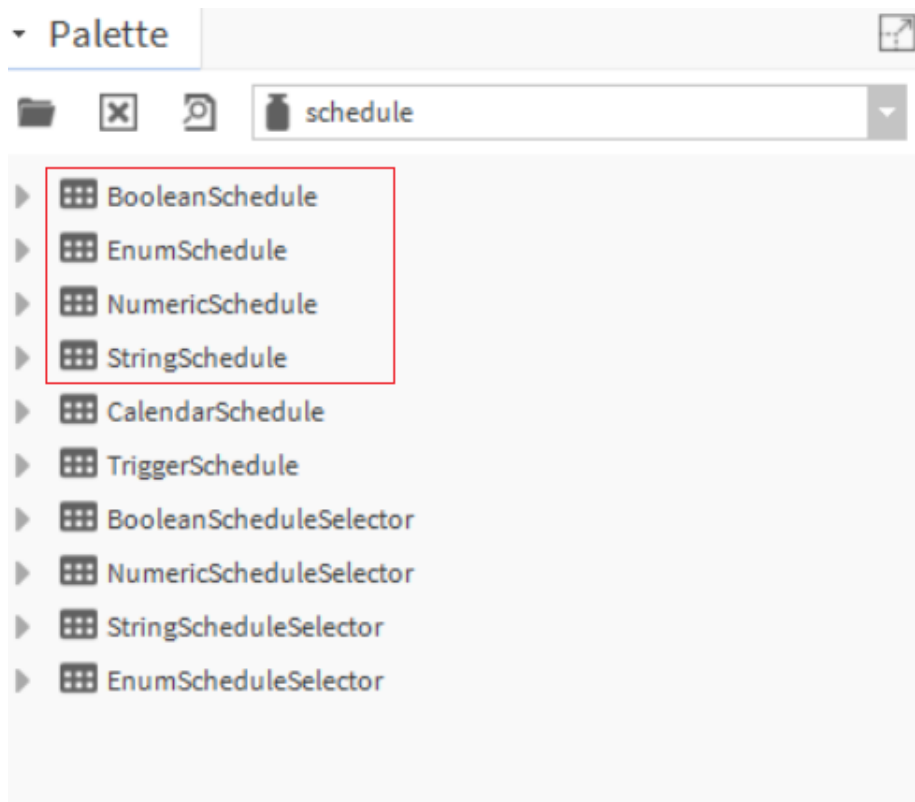 Palette
schedule
BooleanSchedule
EnumSchedule
NumericSchedule
StringSchedule
CalendarSchedule
TriggerSchedule
BooleanScheduleSelector
NumericScheduleSelector
StringScheduleSelector
EnumScheduleSelector